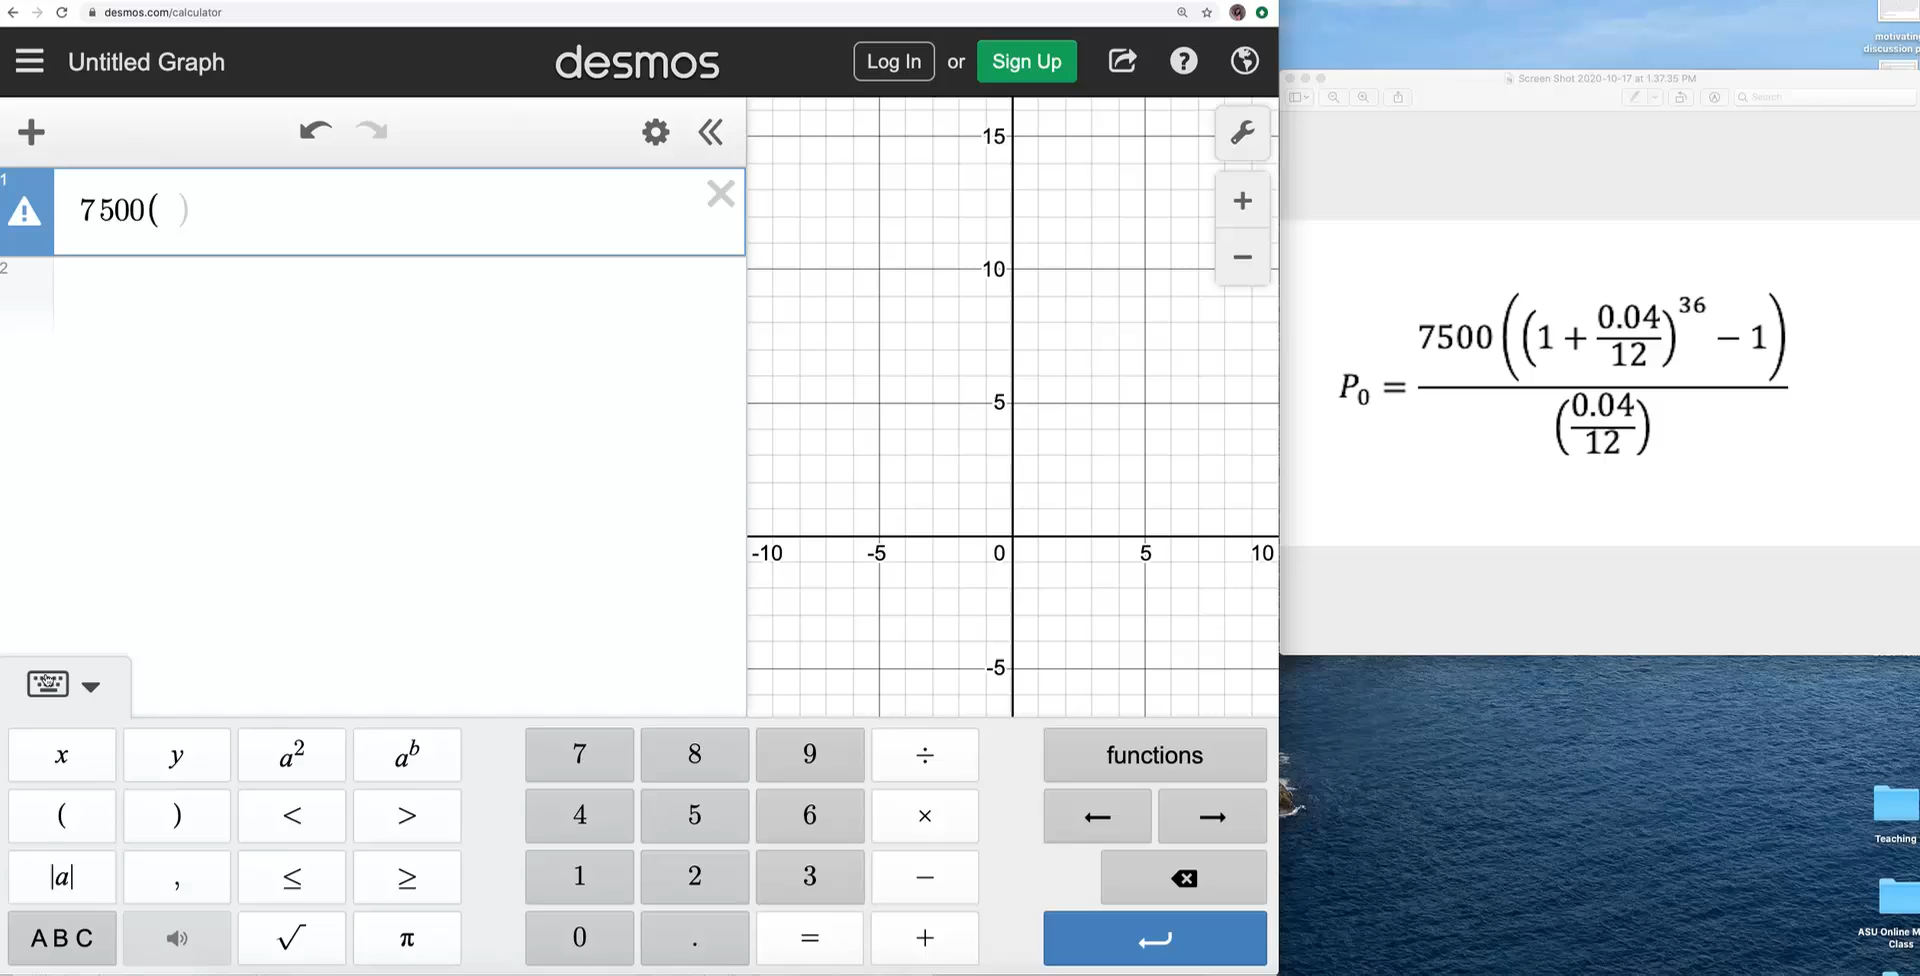 desmos.com/calculator
Untitled Graph
desmos
Log In or Sign Up
1
7500( )
2
15
10
5
-10 -5 0 5 10
-5
x y a² aᵇ 7 8 9 ÷ functions
( ) < > 4 5 6 × ← →
|a| , ≤ ≥ 1 2 3 −
A B C √ π 0 . = +
motivatin
discussion p
Screen Shot 2020-10-17 at 1.37.35 PM
Search
P₀ = 7500((1 + 0.04/12)³⁶ − 1) / (0.04/12)
Teaching
ASU Online M
Class